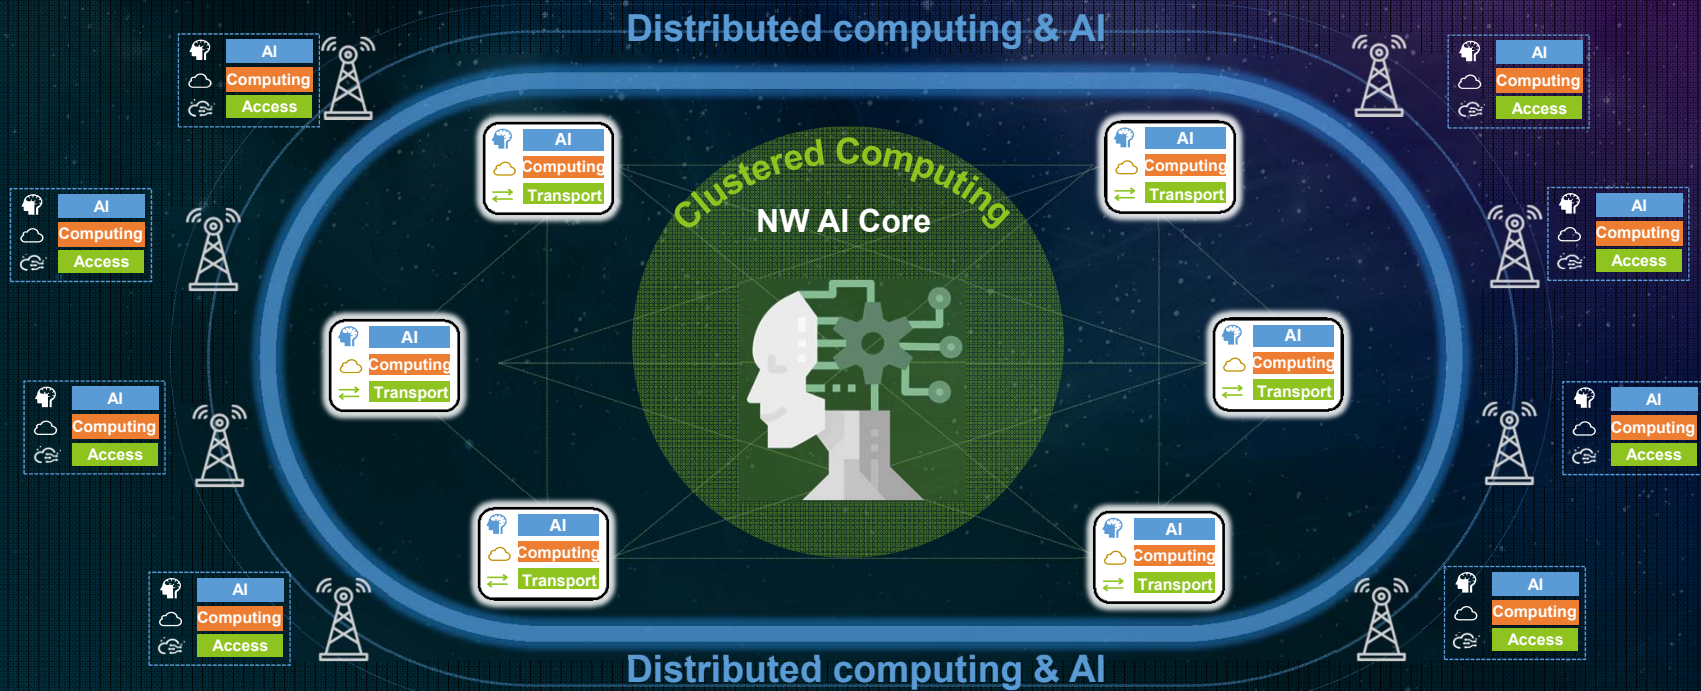 Distributed computing & AI
AI
Computing
Access
AI
Computing
Access
AI
Computing
Transport
Clustered Computing
NW AI Core
AI
Computing
Transport
AI
Computing
Access
AI
Computing
Access
AI
Computing
Transport
AI
Computing
Transport
AI
Computing
Access
AI
Computing
Access
AI
Computing
Transport
AI
Computing
Transport
AI
Computing
Access
AI
Computing
Access
Distributed computing & AI